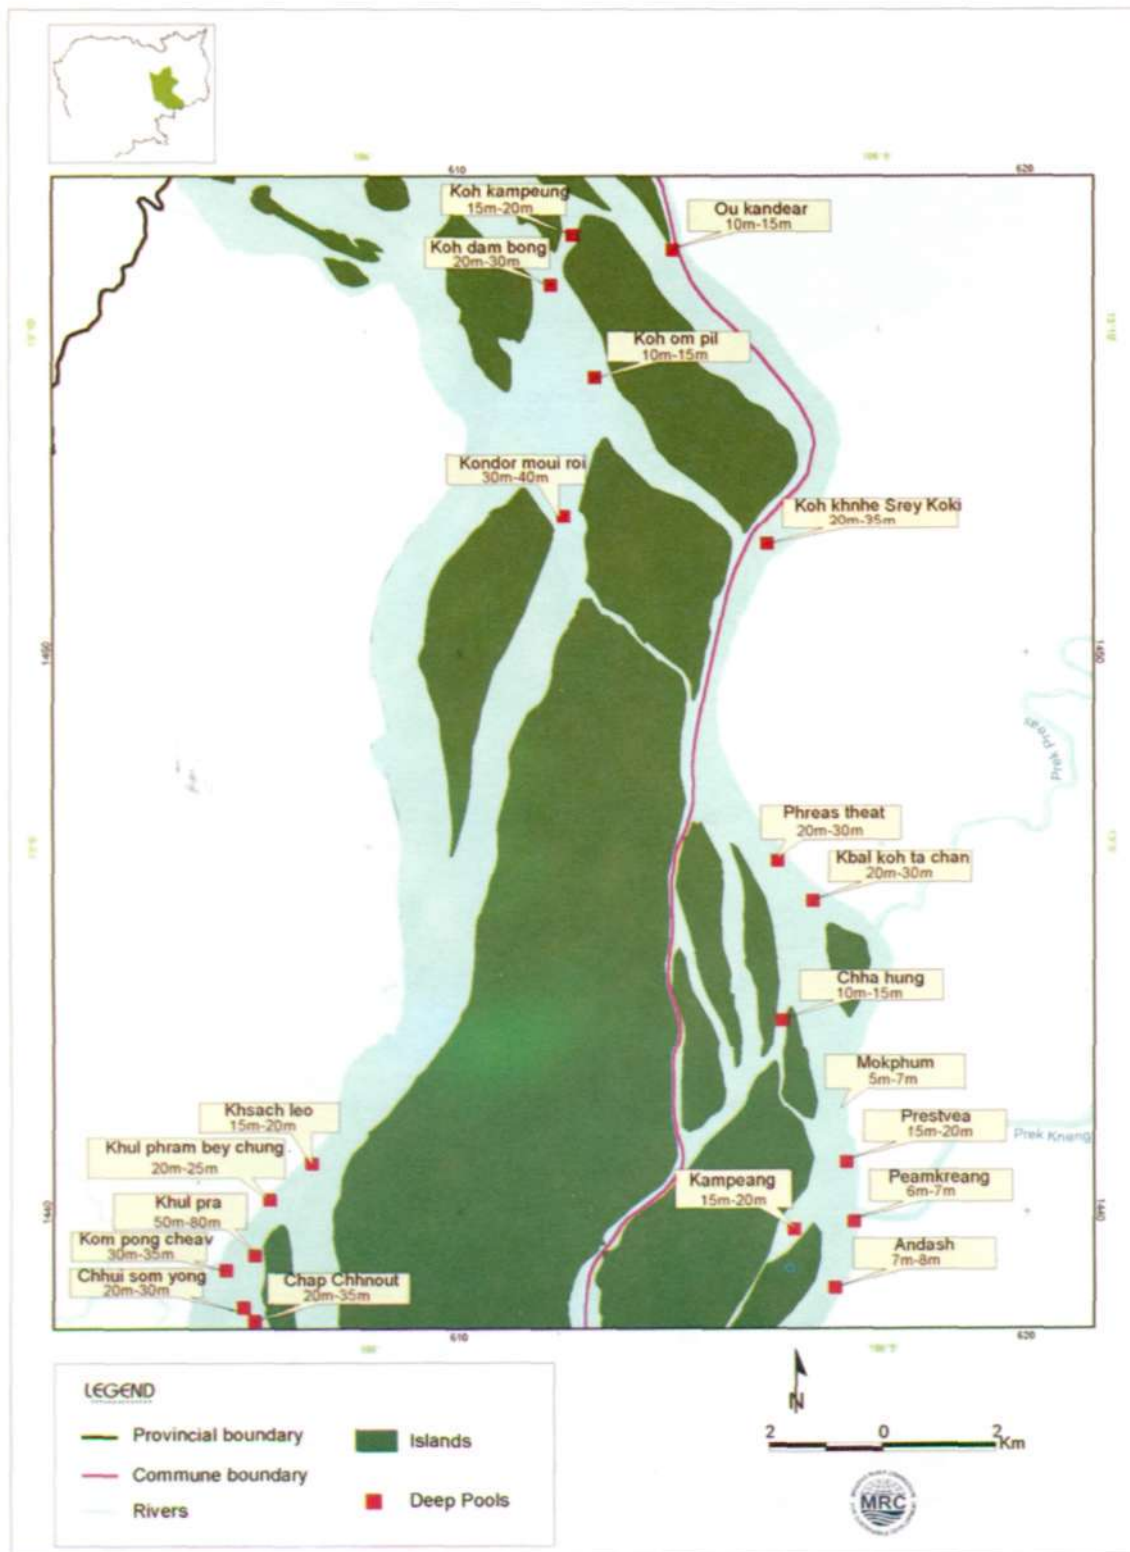 610
620
Koh kampeung
15m-20m
Ou kandear
10m-15m
Koh dam bong
20m-30m
Koh om pil
10m-15m
Kondor moui roi
30m-40m
Koh khnhe Srey Koki
20m-35m
1450
1450
Prek Preas
Phreas theat
20m-30m
Kbal koh ta chan
20m-30m
Chha hung
10m-15m
Mokphum
5m-7m
Khsach leo
15m-20m
Prestvea
15m-20m
Prek Krieng
Khul phram bey chung
20m-25m
Kampeang
15m-20m
Peamkreang
6m-7m
Khul pra
50m-80m
1440
1440
Kom pong cheav
30m-35m
Andash
7m-8m
Chhui som yong
20m-30m
Chap Chhnout
20m-35m
610
620
LEGEND
Provincial boundary
Islands
Commune boundary
Rivers
Deep Pools
N
2 0 2
Km
MRC